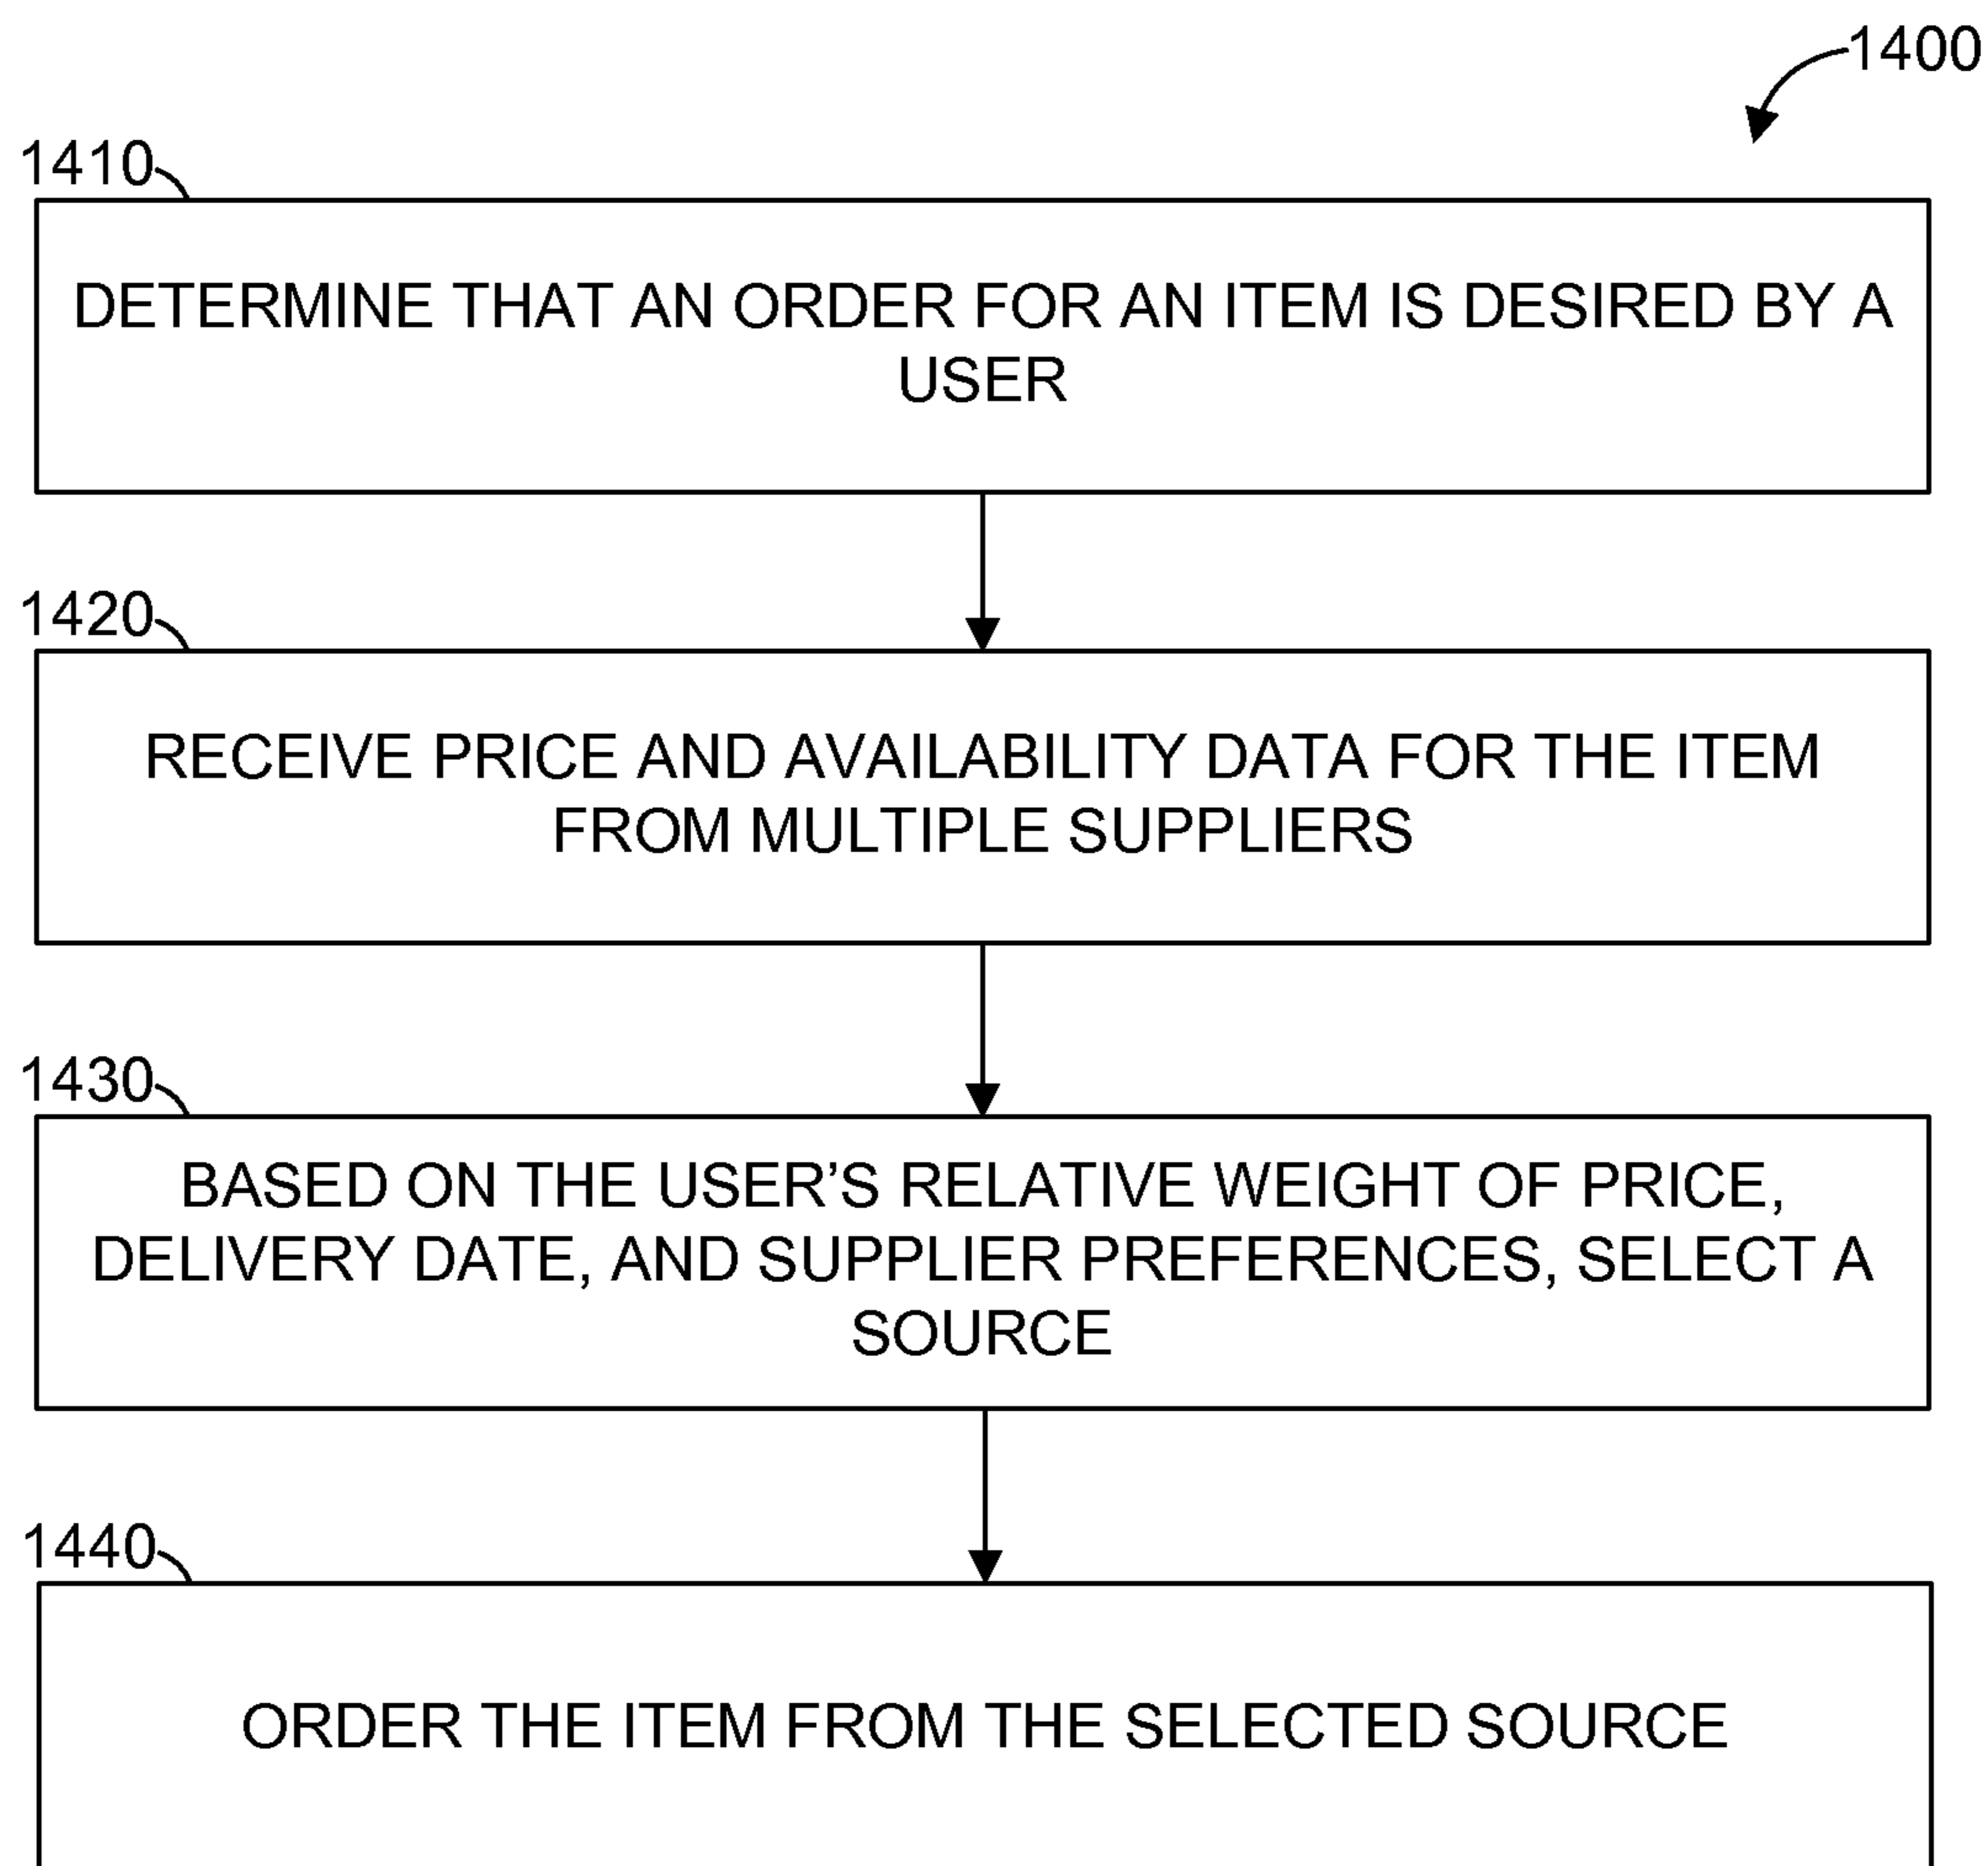 1400
1410
DETERMINE THAT AN ORDER FOR AN ITEM IS DESIRED BY A
USER
1420
RECEIVE PRICE AND AVAILABILITY DATA FOR THE ITEM
FROM MULTIPLE SUPPLIERS
1430
BASED ON THE USER’S RELATIVE WEIGHT OF PRICE,
DELIVERY DATE, AND SUPPLIER PREFERENCES, SELECT A
SOURCE
1440
ORDER THE ITEM FROM THE SELECTED SOURCE